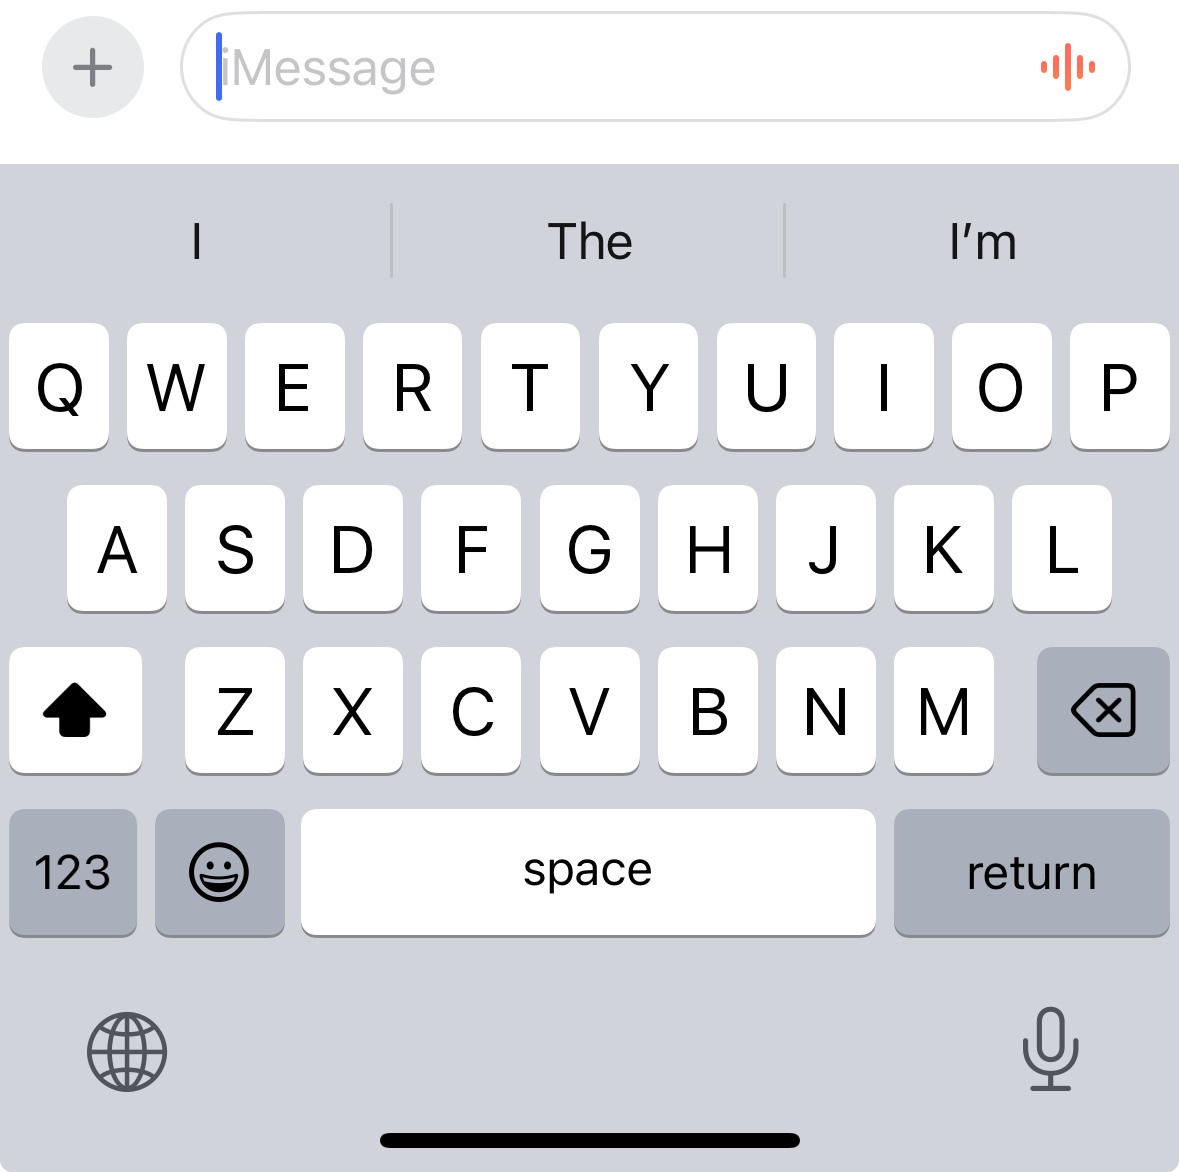 iMessage
I The I’m
Q W E R T Y U I O P
A S D F G H J K L
Z X C V B N M
123 space return